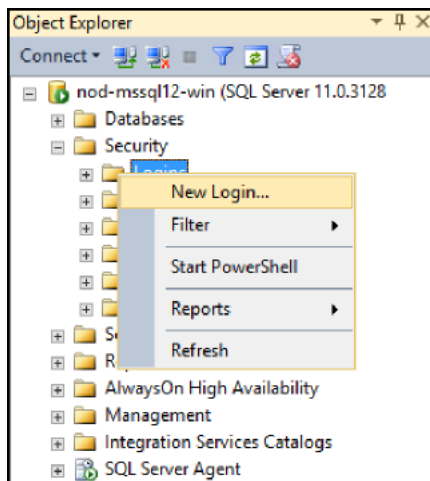 Object Explorer
Connect
nod-mssql12-win (SQL Server 11.0.3128
Databases
Security
Logins
New Login...
Filter
Start PowerShell
Reports
Refresh
AlwaysOn High Availability
Management
Integration Services Catalogs
SQL Server Agent